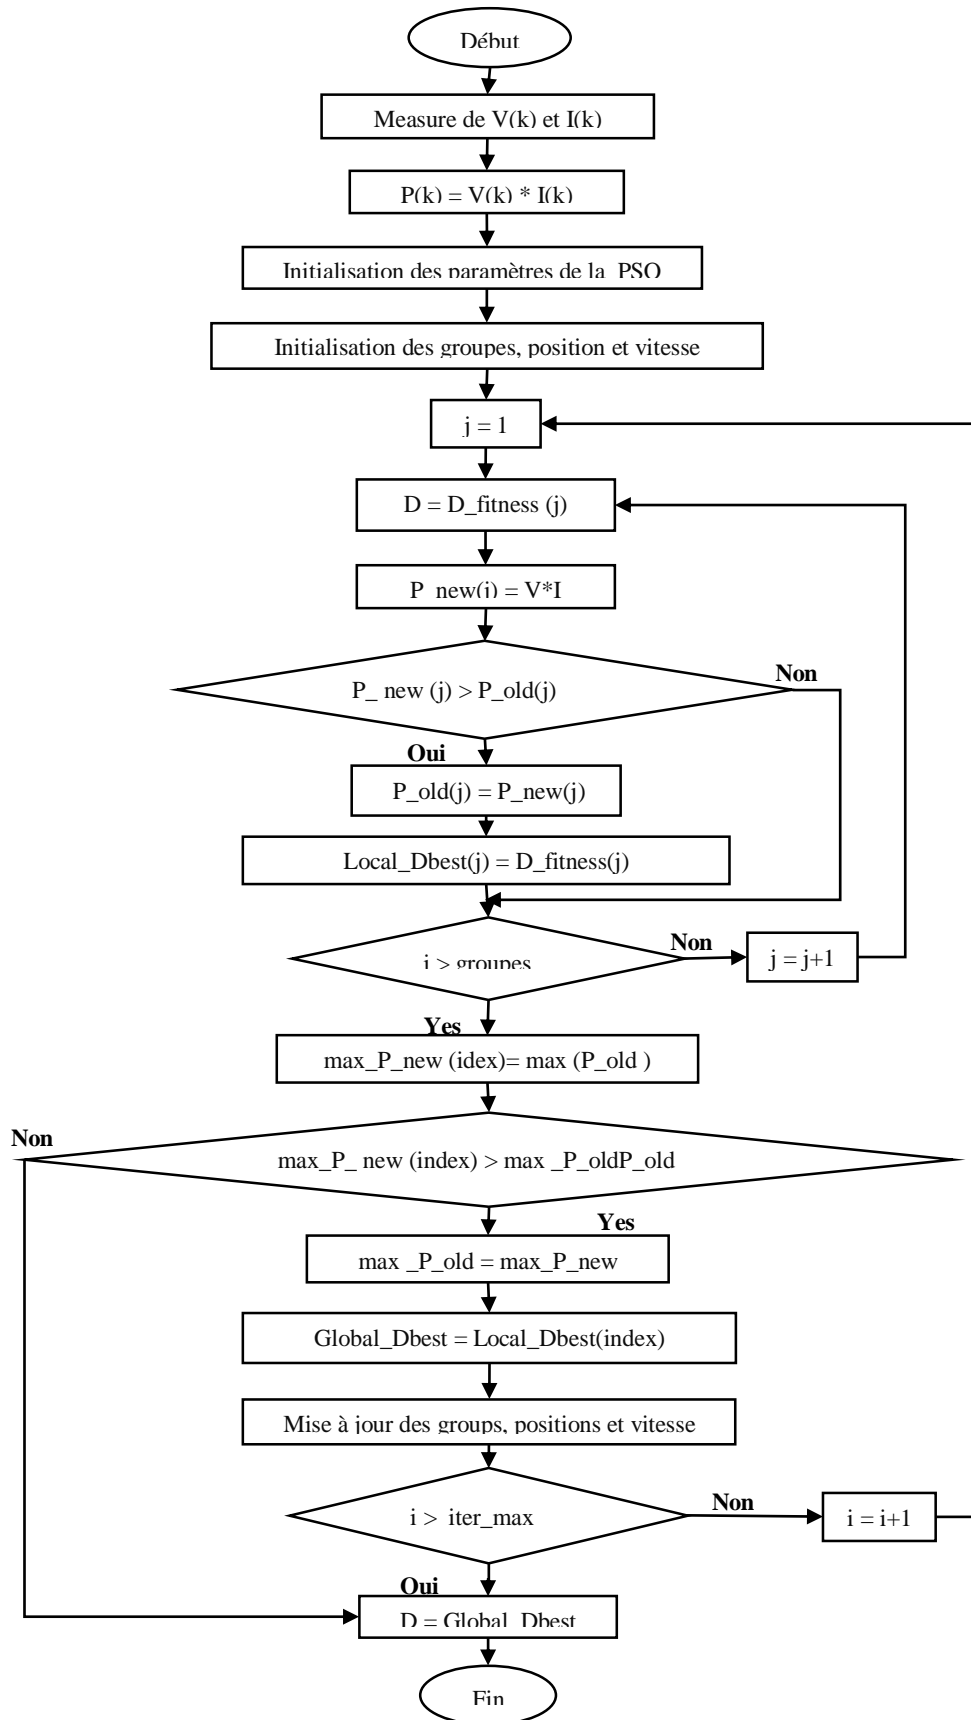 Début
Measure de V(k) et I(k)
P(k) = V(k) * I(k)
Initialisation des paramètres de la PSO
Initialisation des groupes, position et vitesse
j = 1
D = D_fitness (j)
P_new(j) = V*I
P_ new (j) > P_old(j)
Non
Oui
P_old(j) = P_new(j)
Local_Dbest(j) = D_fitness(j)
j > groupes
Non
j = j+1
Yes
max_P_new (idex)= max (P_old )
Non
max_P_ new (index) > max _P_oldP_old
Yes
max _P_old = max_P_new
Global_Dbest = Local_Dbest(index)
Mise à jour des groups, positions et vitesse
i > iter_max
Non
i = i+1
Oui
D = Global_Dbest
Fin